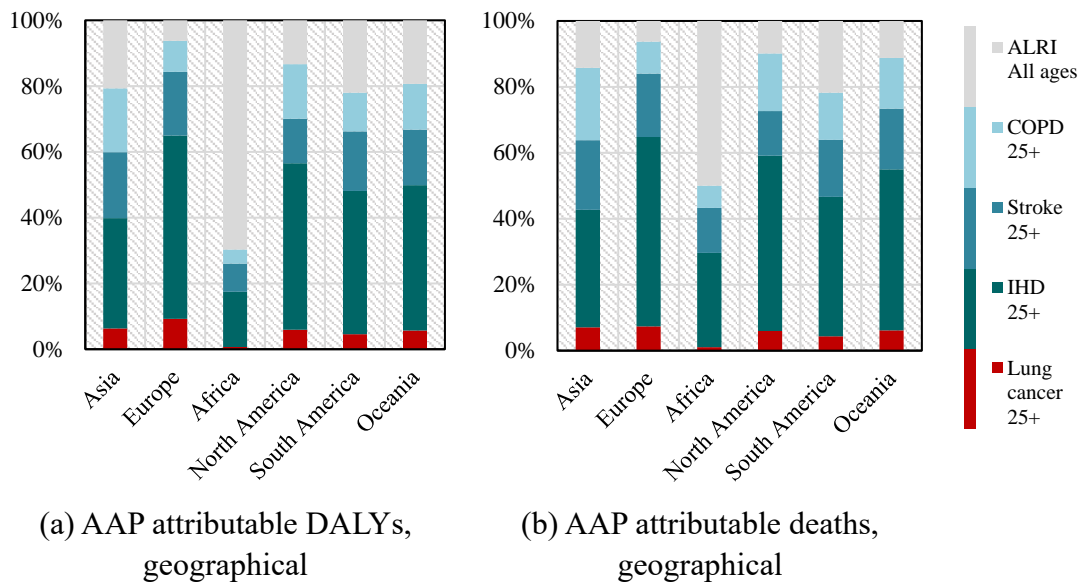 100%
80%
60%
40%
20%
0%
Asia
Europe
Africa
North America
South America
Oceania
(a) AAP attributable DALYs,
geographical
100%
80%
60%
40%
20%
0%
Asia
Europe
Africa
North America
South America
Oceania
(b) AAP attributable deaths,
geographical
ALRI
All ages
COPD
25+
Stroke
25+
IHD
25+
Lung
cancer
25+